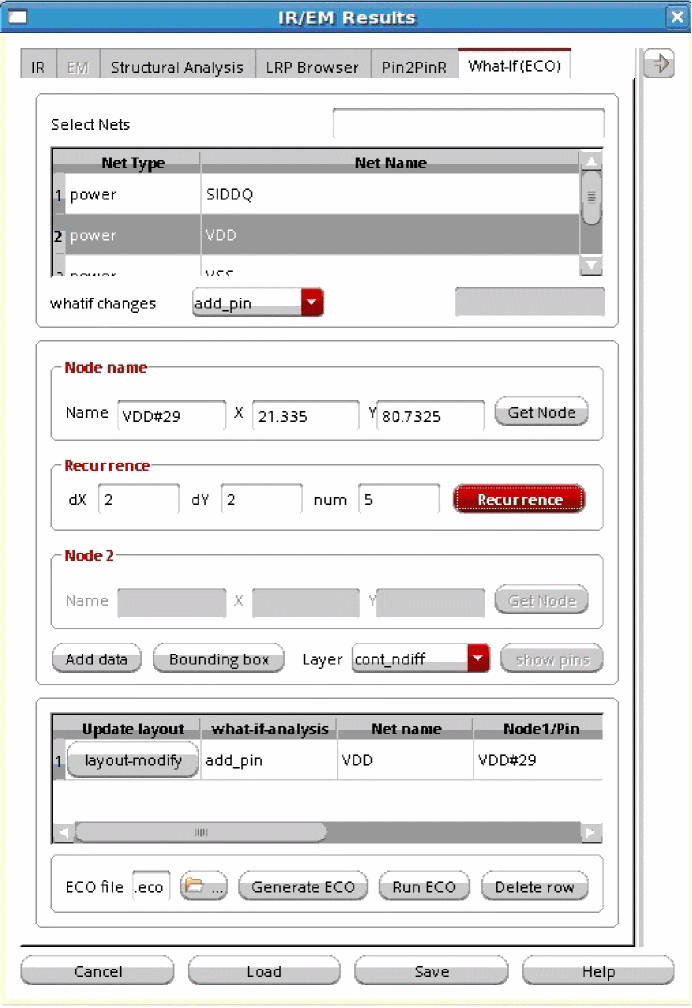 IR/EM Results
IR EM Structural Analysis LRP Browser Pin2PinR What-If(ECO)
Select Nets
Net Type Net Name
1 power SIDDQ
2 power VDD
3 power VSS
whatif changes add_pin
Node name
Name VDD#29 X 21.335 Y 80.7325 Get Node
Recurrence
dX 2 dY 2 num 5 Recurrence
Node 2
Name X Y Get Node
Add data Bounding box Layer cont_ndiff show pins
Update layout what-if-analysis Net name Node1/Pin
1 layout-modify add_pin VDD VDD#29
ECO file .eco ... Generate ECO Run ECO Delete row
Cancel Load Save Help